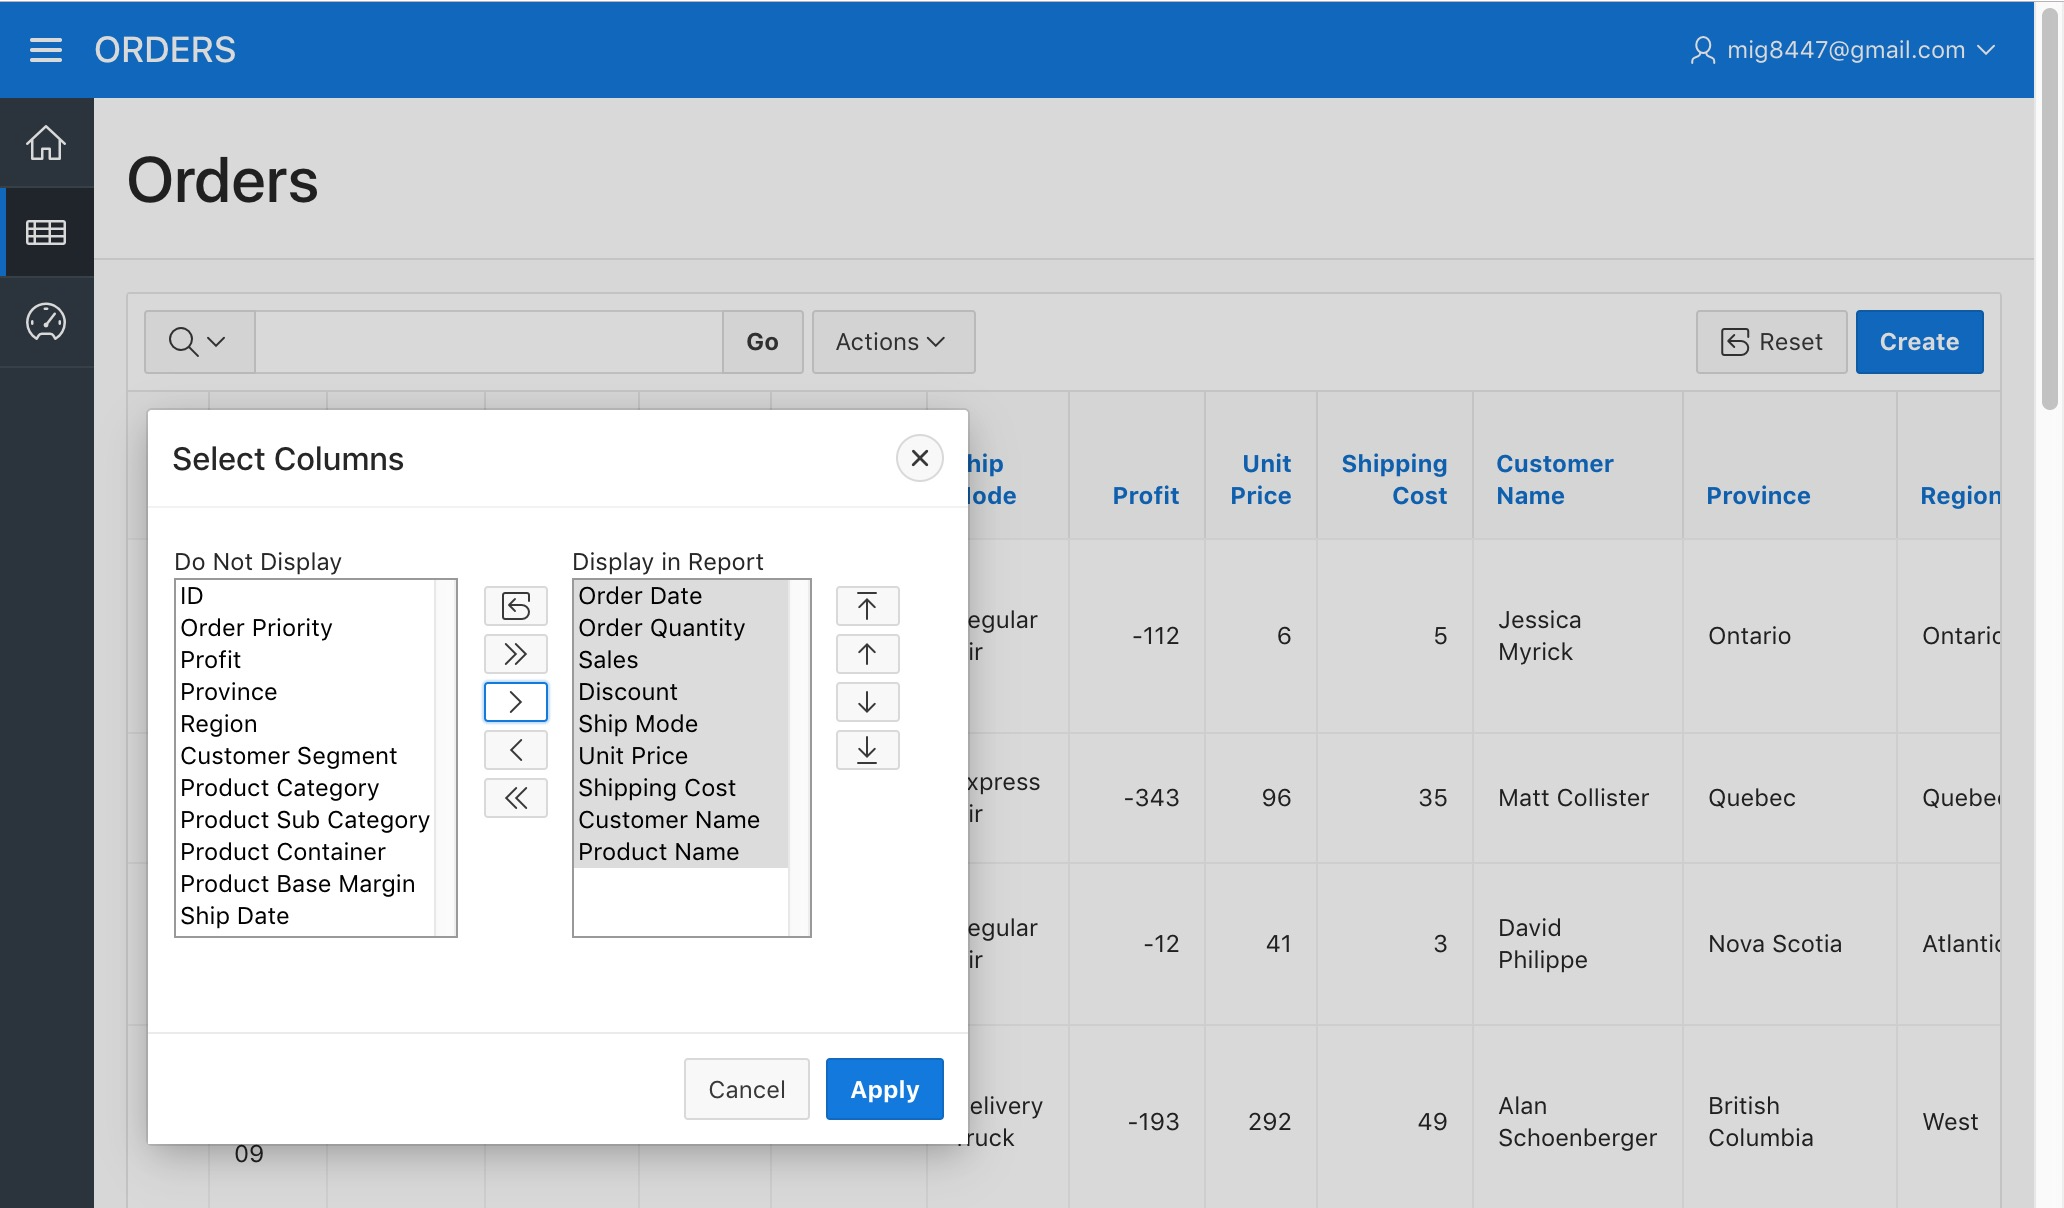 ORDERS
mig8447@gmail.com
Orders
Go
Actions
Reset
Create
Select Columns
Do Not Display
ID
Order Priority
Profit
Province
Region
Customer Segment
Product Category
Product Sub Category
Product Container
Product Base Margin
Ship Date
Display in Report
Order Date
Order Quantity
Sales
Discount
Ship Mode
Unit Price
Shipping Cost
Customer Name
Product Name
Cancel
Apply
hip
ode
Profit
Unit
Price
Shipping
Cost
Customer
Name
Province
Region
egular
ir
-112
6
5
Jessica
Myrick
Ontario
Ontario
xpress
ir
-343
96
35
Matt Collister
Quebec
Quebec
egular
ir
-12
41
3
David
Philippe
Nova Scotia
Atlantic
elivery
ruck
-193
292
49
Alan
Schoenberger
British
Columbia
West
09